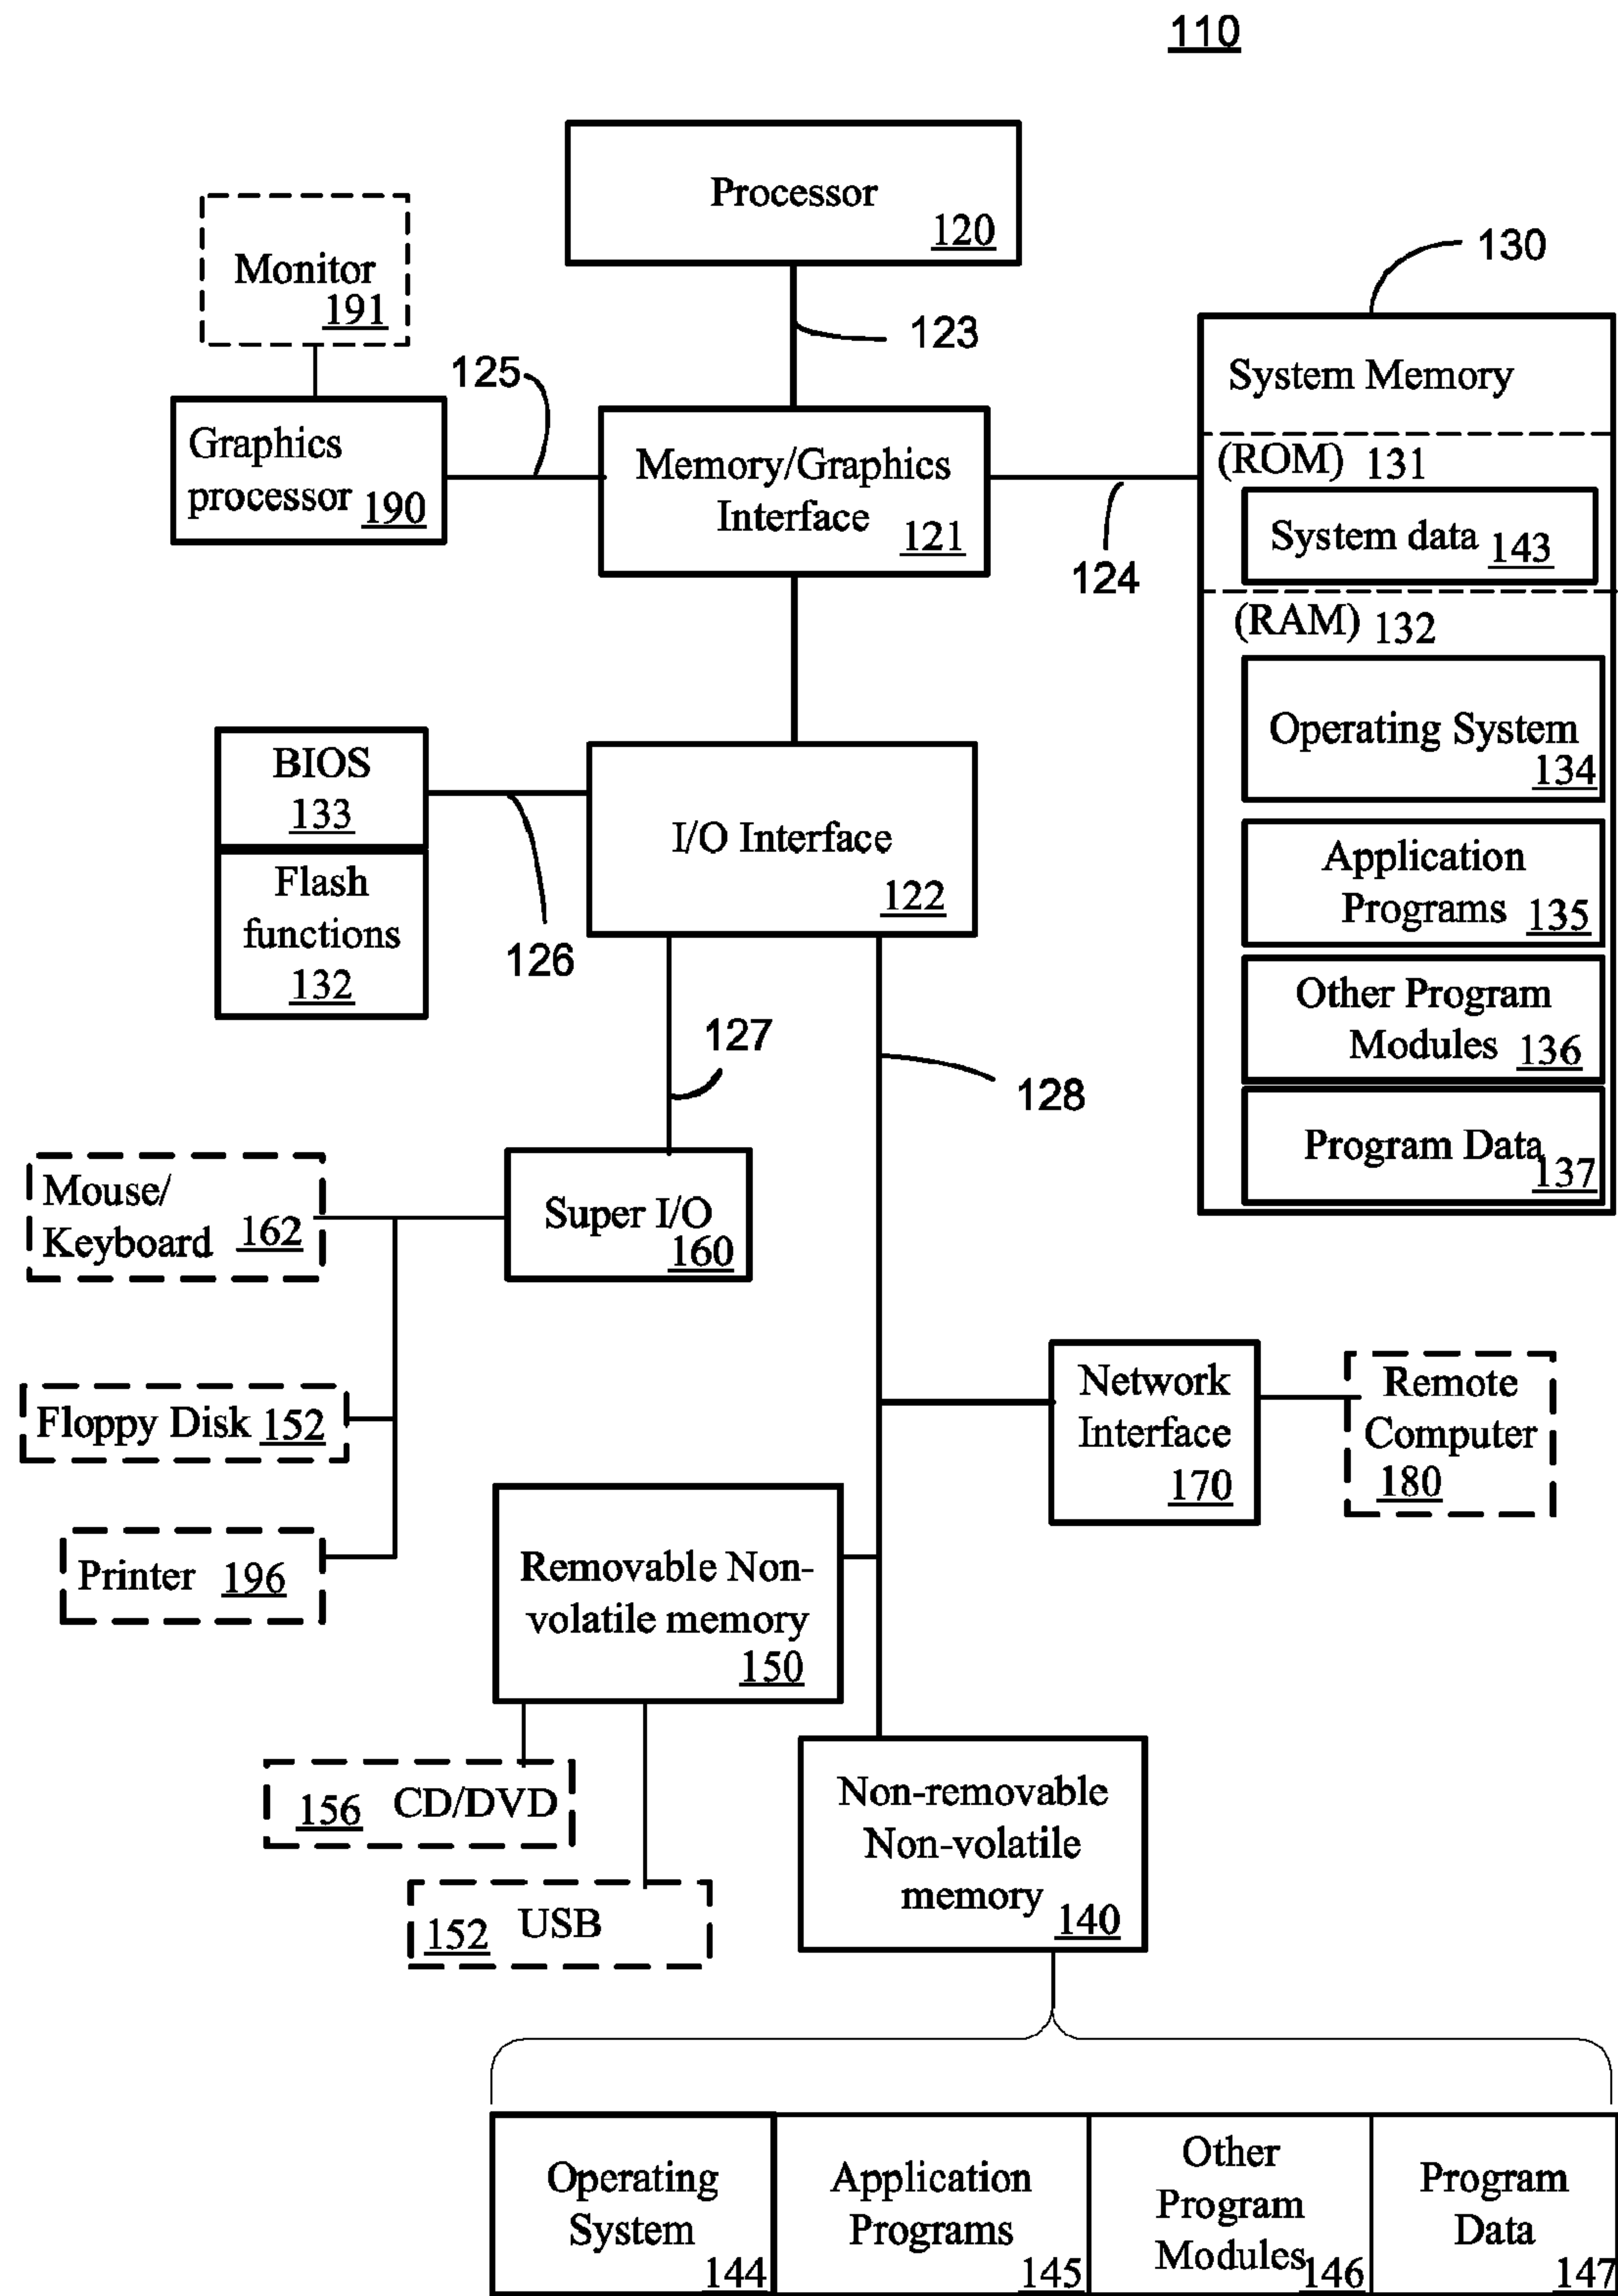 110
Processor
120
Monitor
191
130
123
125
System Memory
Graphics
processor 190
Memory/Graphics
Interface
121
124
(ROM) 131
System data 143
(RAM) 132
Operating System
134
BIOS
133
Flash
functions
132
126
I/O Interface
122
Application
Programs 135
Other Program
Modules 136
Program Data
137
127
128
Mouse/
Keyboard 162
Super I/O
160
Floppy Disk 152
Printer 196
Network
Interface
170
Remote
Computer
180
Removable Non-
volatile memory
150
156 CD/DVD
152 USB
Non-removable
Non-volatile
memory
140
Operating
System
144
Application
Programs
145
Other
Program
Modules 146
Program
Data
147